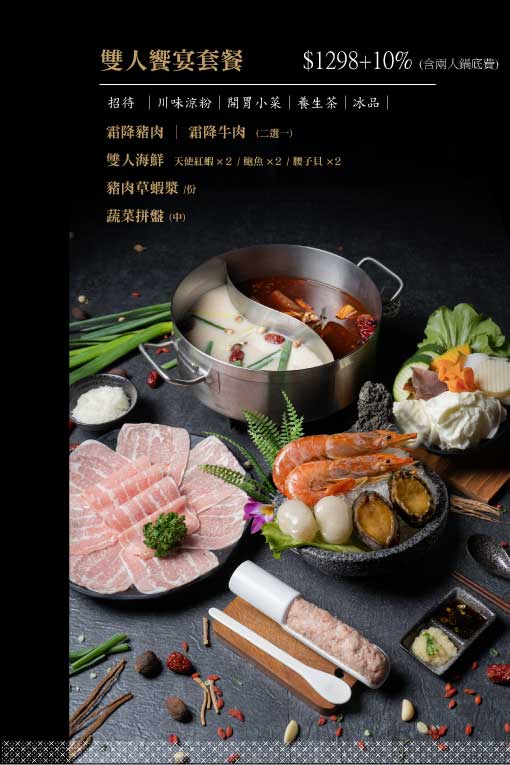 雙人饗宴套餐 $1298+10% (含兩人鍋底費)
招待 ｜川味涼粉｜開胃小菜｜養生茶｜冰品｜
霜降豬肉 ｜ 霜降牛肉 (二選一)
雙人海鮮 天使紅蝦×2 / 鮑魚×2 / 腰子貝×2
豬肉草蝦漿 /份
蔬菜拼盤 (中)